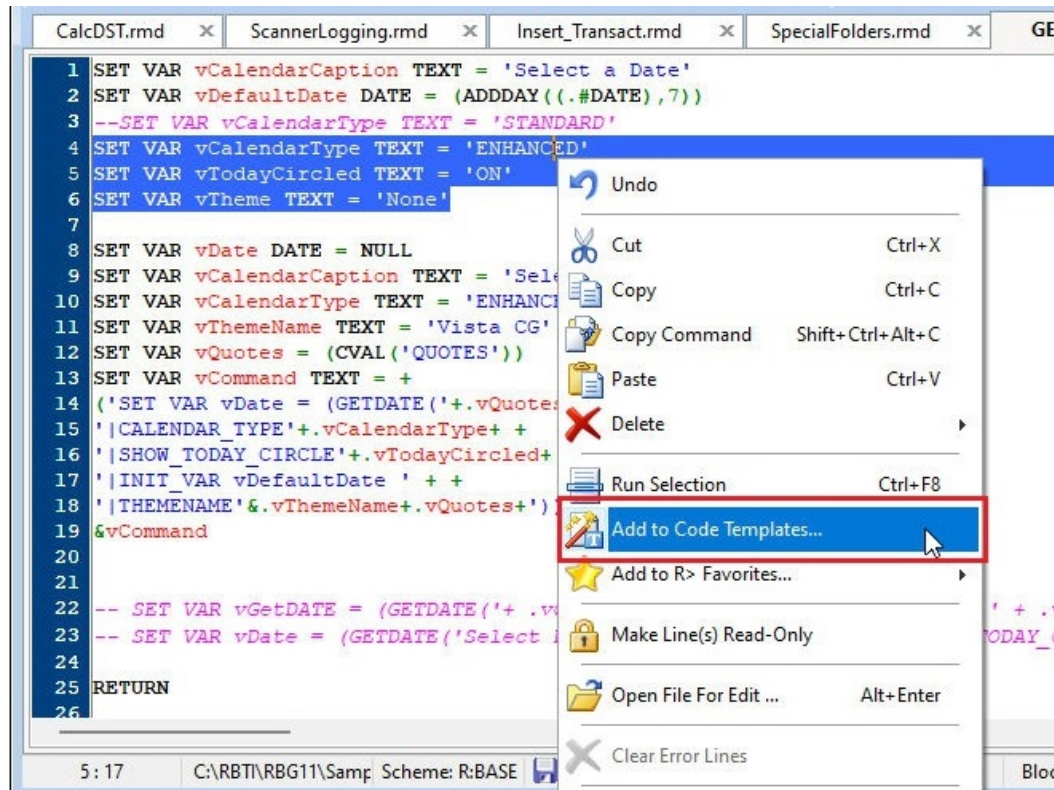 CalcDST.rmd
ScannerLogging.rmd
Insert_Transact.rmd
SpecialFolders.rmd
1 SET VAR vCalendarCaption TEXT = 'Select a Date'
2 SET VAR vDefaultDate DATE = (ADDDAY((.#DATE),7))
3 --SET VAR vCalendarType TEXT = 'STANDARD'
4 SET VAR vCalendarType TEXT = 'ENHANCED'
5 SET VAR vTodayCircled TEXT = 'ON'
6 SET VAR vTheme TEXT = 'None'
7
8 SET VAR vDate DATE = NULL
9 SET VAR vCalendarCaption TEXT = 'Sele
10 SET VAR vCalendarType TEXT = 'ENHANCE
11 SET VAR vThemeName TEXT = 'Vista CG'
12 SET VAR vQuotes = (CVAL('QUOTES'))
13 SET VAR vCommand TEXT = +
14 ('SET VAR vDate = (GETDATE('+.vQuotes
15 '|CALENDAR_TYPE'+.vCalendarType+ +
16 '|SHOW_TODAY_CIRCLE'+.vTodayCircled+
17 '|INIT_VAR vDefaultDate ' + +
18 '|THEMENAME'&.vThemeName+.vQuotes+')
19 &vCommand
20
21
22 -- SET VAR vGetDATE = (GETDATE('+ .v ' + .v
23 -- SET VAR vDate = (GETDATE('Select TODAY_
24
25 RETURN
26
Undo
Cut Ctrl+X
Copy Ctrl+C
Copy Command Shift+Ctrl+Alt+C
Paste Ctrl+V
Delete
Run Selection Ctrl+F8
Add to Code Templates...
Add to R> Favorites...
Make Line(s) Read-Only
Open File For Edit ... Alt+Enter
Clear Error Lines
5: 17 C:\RBTI\RBG11\Samp Scheme: R:BASE